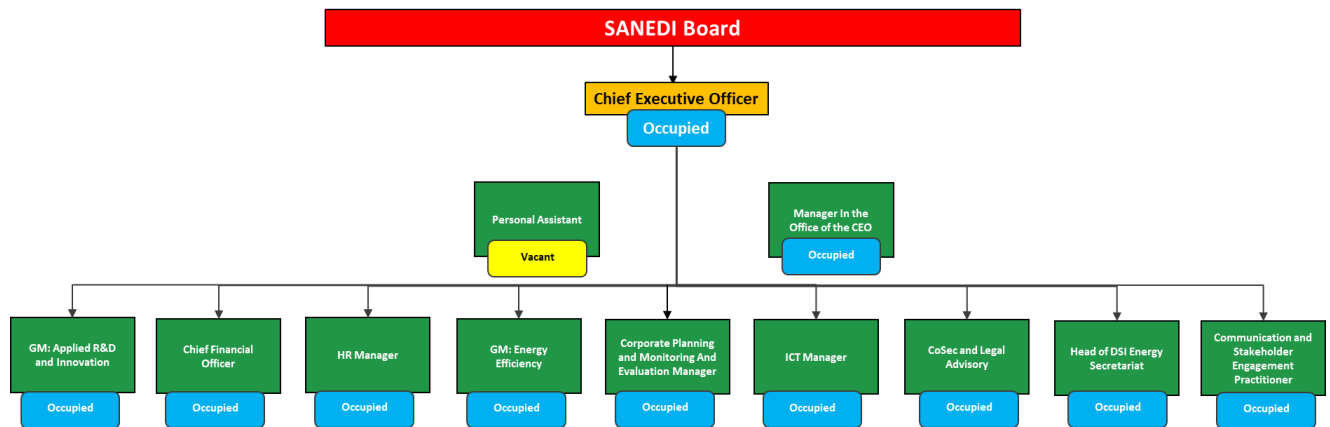 SANEDI Board
Chief Executive Officer
Occupied
Personal Assistant
Vacant
Manager In the
Office of the CEO
Occupied
GM: Applied R&D
and Innovation
Occupied
Chief Financial
Officer
Occupied
HR Manager
Occupied
GM: Energy
Efficiency
Occupied
Corporate Planning
and Monitoring And
Evaluation Manager
Occupied
ICT Manager
Occupied
CoSec and Legal
Advisory
Occupied
Head of DSI Energy
Secretariat
Occupied
Communication and
Stakeholder
Engagement
Practitioner
Occupied